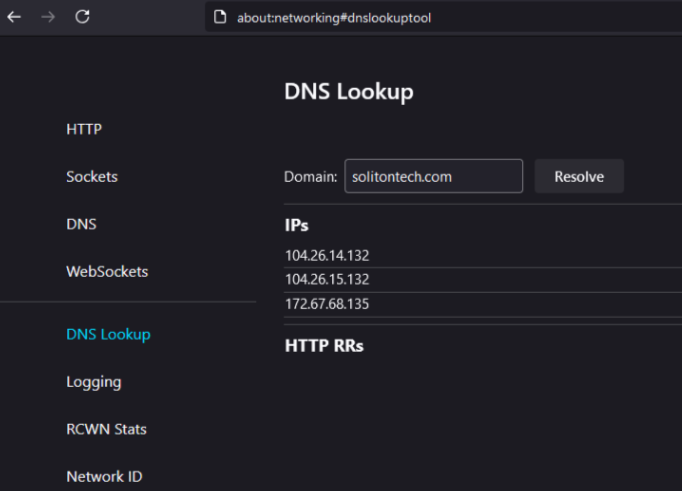 about:networking#dnslookuptool
DNS Lookup
HTTP
Sockets
DNS
WebSockets
DNS Lookup
Logging
RCWN Stats
Network ID
Domain: solitontech.com Resolve
IPs
104.26.14.132
104.26.15.132
172.67.68.135
HTTP RRs